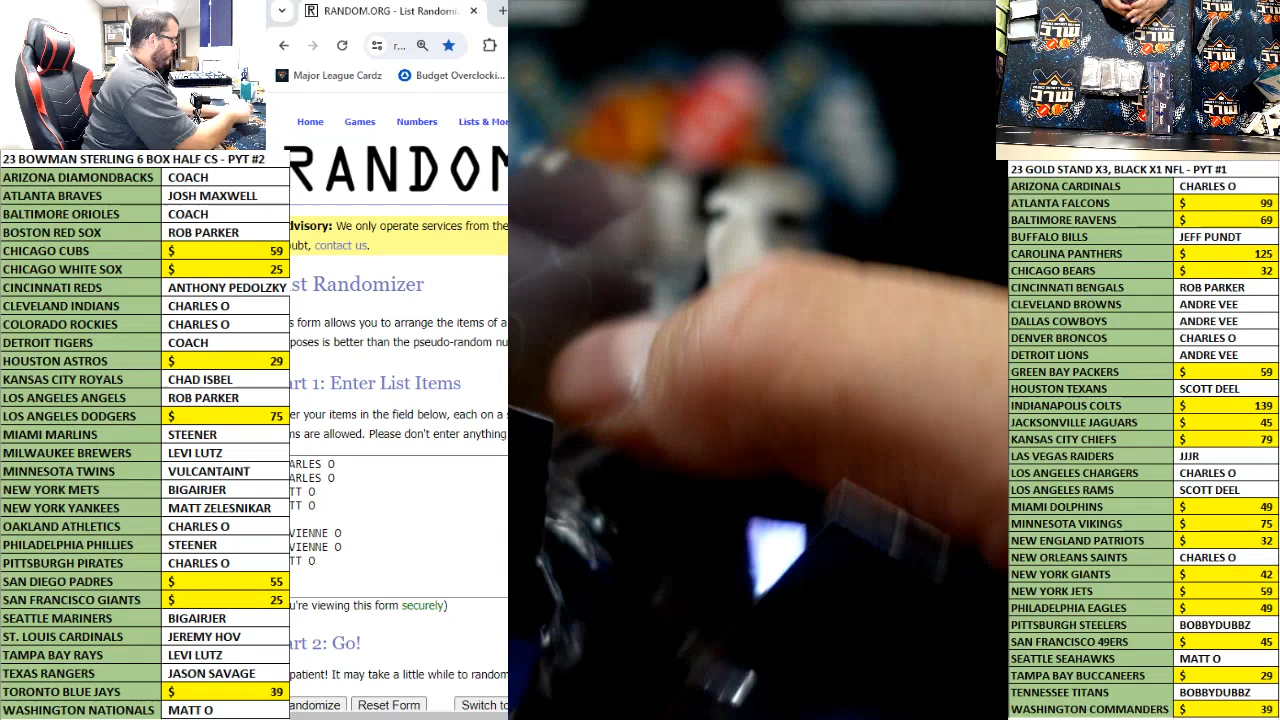 23 BOWMAN STERLING 6 BOX HALF CS - PYT #2
ARIZONA DIAMONDBACKS COACH
ATLANTA BRAVES JOSH MAXWELL
BALTIMORE ORIOLES COACH
BOSTON RED SOX ROB PARKER
CHICAGO CUBS $ 59
CHICAGO WHITE SOX $ 25
CINCINNATI REDS ANTHONY PEDOLZKY
CLEVELAND INDIANS CHARLES O
COLORADO ROCKIES CHARLES O
DETROIT TIGERS COACH
HOUSTON ASTROS $ 29
KANSAS CITY ROYALS CHAD ISBEL
LOS ANGELES ANGELS ROB PARKER
LOS ANGELES DODGERS $ 75
MIAMI MARLINS STEENER
MILWAUKEE BREWERS LEVI LUTZ
MINNESOTA TWINS VULCANTAINT
NEW YORK METS BIGAIRJER
NEW YORK YANKEES MATT ZELESNIKAR
OAKLAND ATHLETICS CHARLES O
PHILADELPHIA PHILLIES STEENER
PITTSBURGH PIRATES CHARLES O
SAN DIEGO PADRES $ 55
SAN FRANCISCO GIANTS $ 25
SEATTLE MARINERS BIGAIRJER
ST. LOUIS CARDINALS JEREMY HOV
TAMPA BAY RAYS LEVI LUTZ
TEXAS RANGERS JASON SAVAGE
TORONTO BLUE JAYS $ 39
WASHINGTON NATIONALS MATT O
RANDOM.ORG - List Randomi
r...
Major League Cardz Budget Overclocki
Home Games Numbers Lists & Mor
RANDOM
dvisory: We only operate services from the
oubt, contact us.
st Randomizer
s form allows you to arrange the items of a
poses is better than the pseudo-random nu
art 1: Enter List Items
er your items in the field below, each on a s
ms are allowed. Please don't enter anything
ARLES O
ARLES O
TT O
TT O
VIENNE O
VIENNE O
TT O
u're viewing this form securely)
art 2: Go!
patient! It may take a little while to random
andomize Reset Form Switch to
23 GOLD STAND X3, BLACK X1 NFL - PYT #1
ARIZONA CARDINALS CHARLES O
ATLANTA FALCONS $ 99
BALTIMORE RAVENS $ 69
BUFFALO BILLS JEFF PUNDT
CAROLINA PANTHERS $ 125
CHICAGO BEARS $ 32
CINCINNATI BENGALS ROB PARKER
CLEVELAND BROWNS ANDRE VEE
DALLAS COWBOYS ANDRE VEE
DENVER BRONCOS CHARLES O
DETROIT LIONS ANDRE VEE
GREEN BAY PACKERS $ 59
HOUSTON TEXANS SCOTT DEEL
INDIANAPOLIS COLTS $ 139
JACKSONVILLE JAGUARS $ 45
KANSAS CITY CHIEFS $ 79
LAS VEGAS RAIDERS JJJR
LOS ANGELES CHARGERS CHARLES O
LOS ANGELES RAMS SCOTT DEEL
MIAMI DOLPHINS $ 49
MINNESOTA VIKINGS $ 75
NEW ENGLAND PATRIOTS $ 32
NEW ORLEANS SAINTS CHARLES O
NEW YORK GIANTS $ 42
NEW YORK JETS $ 59
PHILADELPHIA EAGLES $ 49
PITTSBURGH STEELERS BOBBYDUBBZ
SAN FRANCISCO 49ERS $ 45
SEATTLE SEAHAWKS MATT O
TAMPA BAY BUCCANEERS $ 29
TENNESSEE TITANS BOBBYDUBBZ
WASHINGTON COMMANDERS $ 39